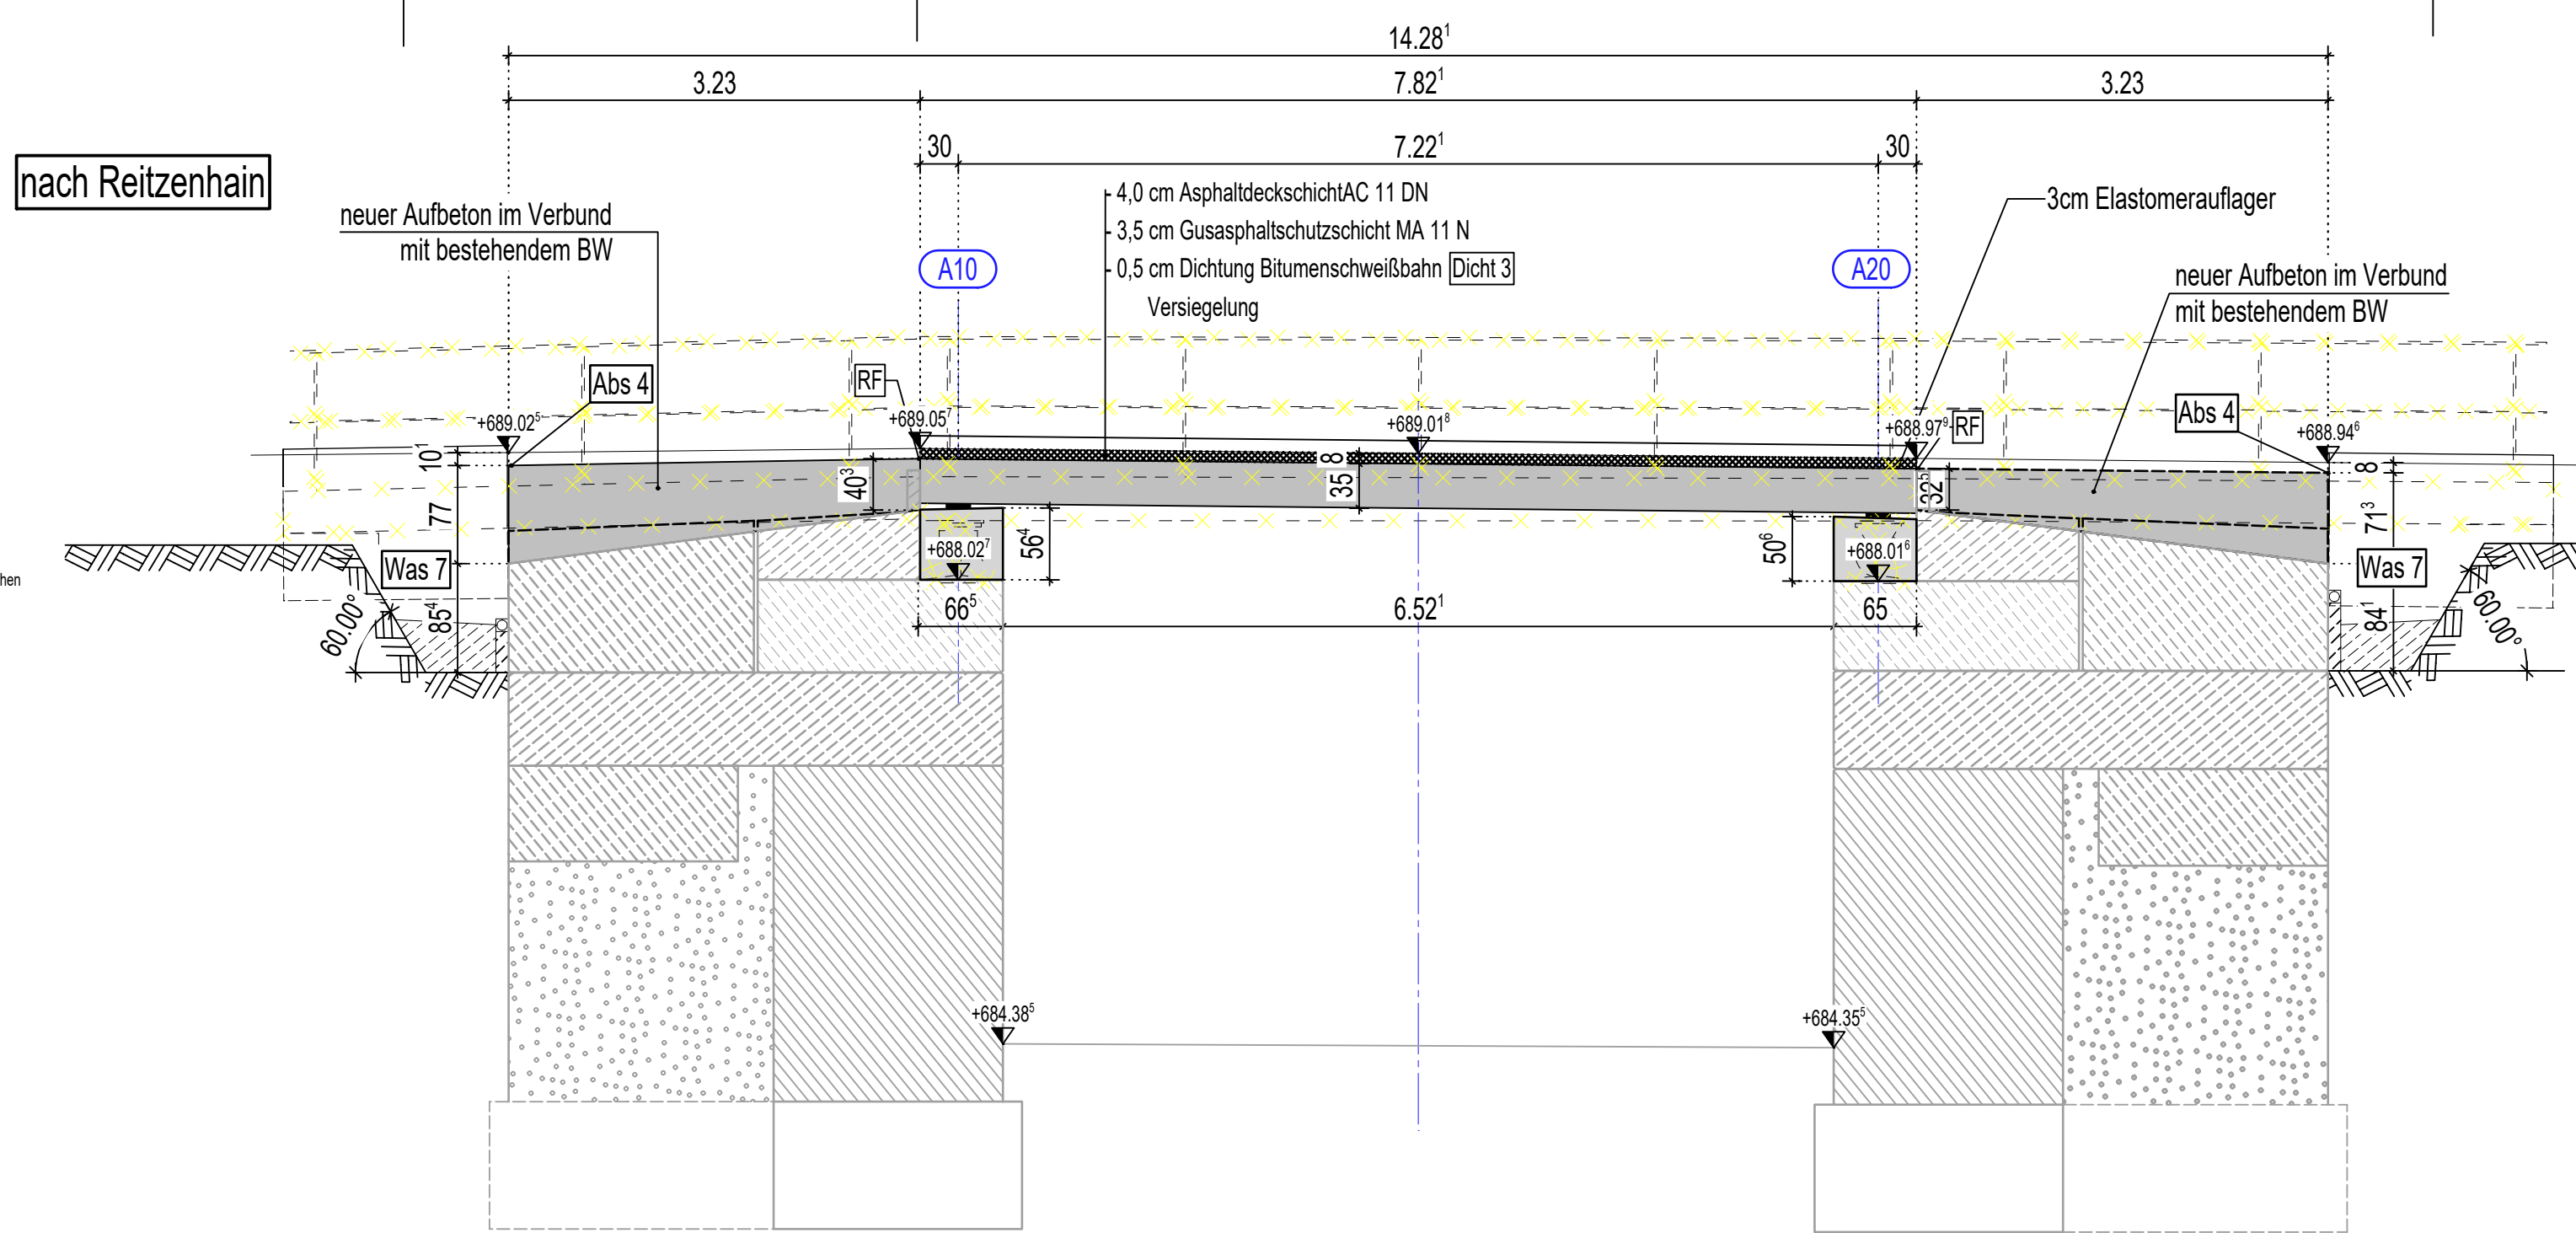 14.28¹
3.23
7.82¹
3.23
30
7.22¹
30
nach Reitzenhain
neuer Aufbeton im Verbund
mit bestehendem BW
- 4,0 cm AsphaltdeckschichtAC 11 DN
- 3,5 cm Gusasphaltschutzschicht MA 11 N
- 0,5 cm Dichtung Bitumenschweißbahn Dicht 3
Versiegelung
3cm Elastomerauflager
A10
A20
neuer Aufbeton im Verbund
mit bestehendem BW
Abs 4
RF
Abs 4
RF
+689.02⁵
+689.05⁷
+689.01⁸
+688.97⁹
+688.94⁶
10¹
77
85⁴
40³
8
35
32
8
71³
84¹
+688.02⁷
56⁴
50⁶
+688.01⁶
Was 7
Was 7
hen
60.00°
60.00°
66⁵
6.52¹
65
+684.38⁵
+684.35⁵